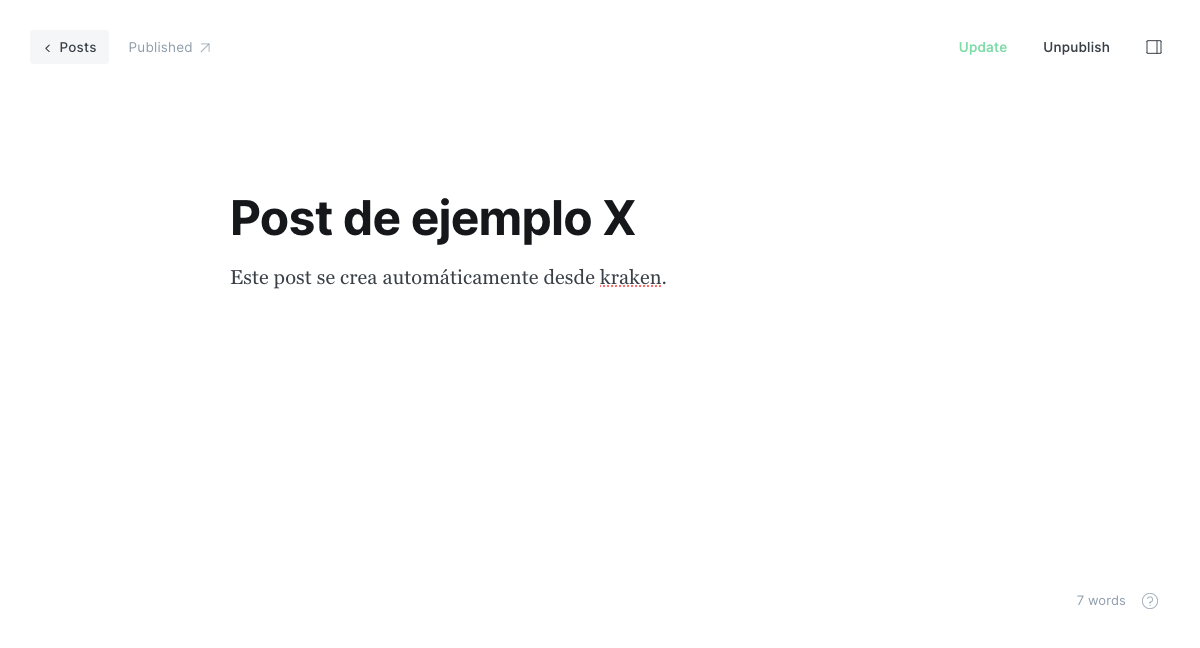 Posts
Published
Update
Unpublish
Post de ejemplo X
Este post se crea automáticamente desde kraken.
7 words
?